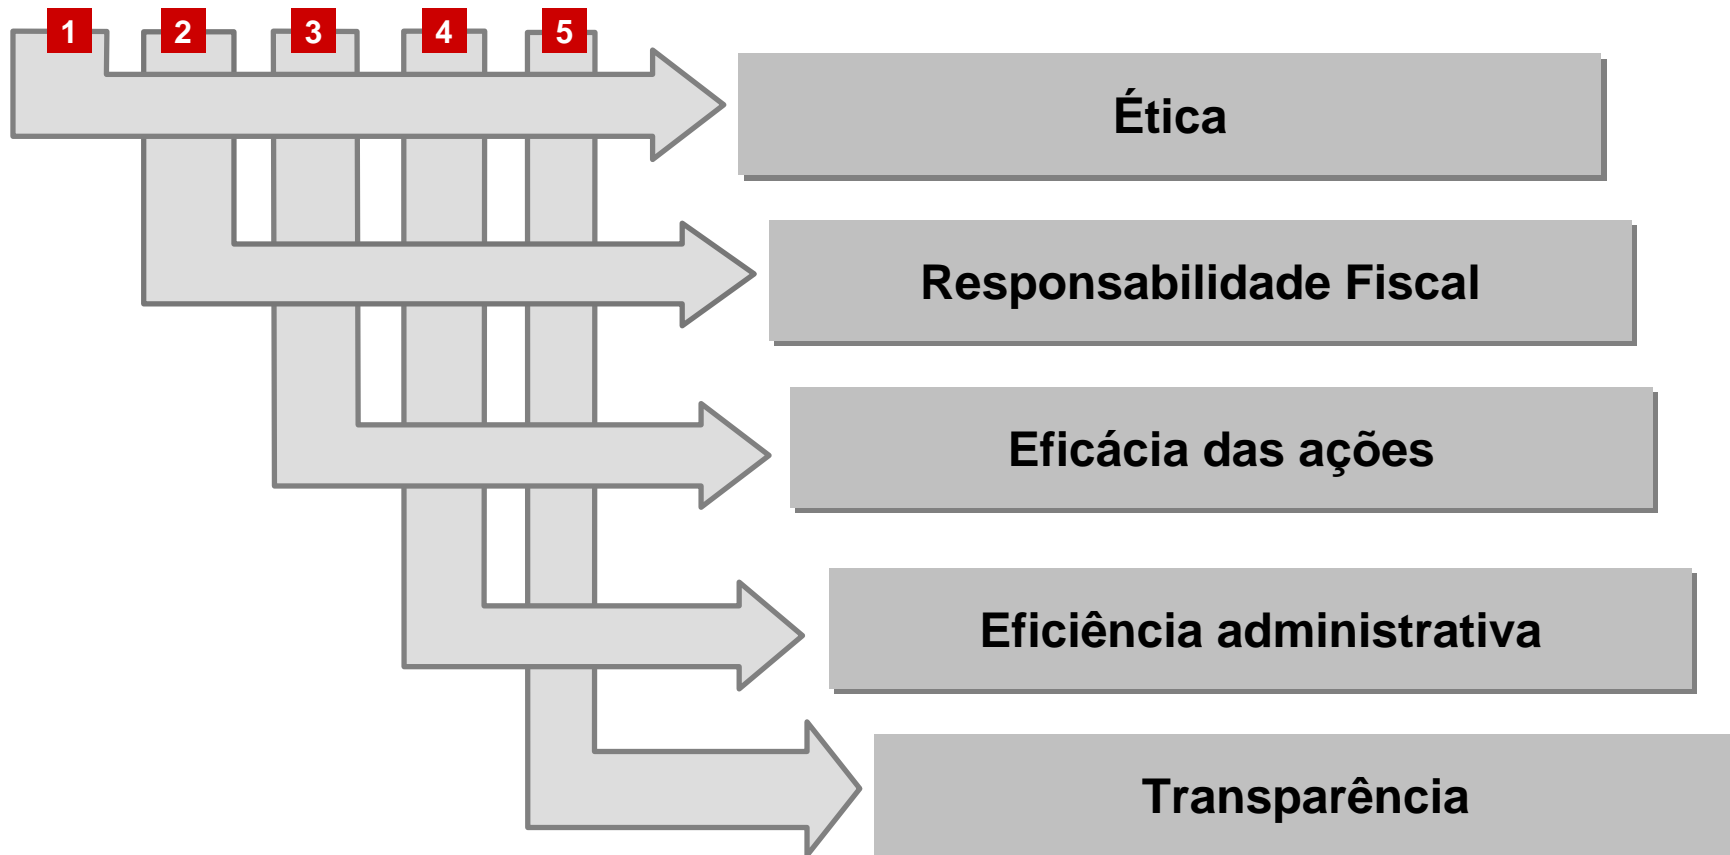 1 2 3 4 5
Ética
Responsabilidade Fiscal
Eficácia das ações
Eficiência administrativa
Transparência